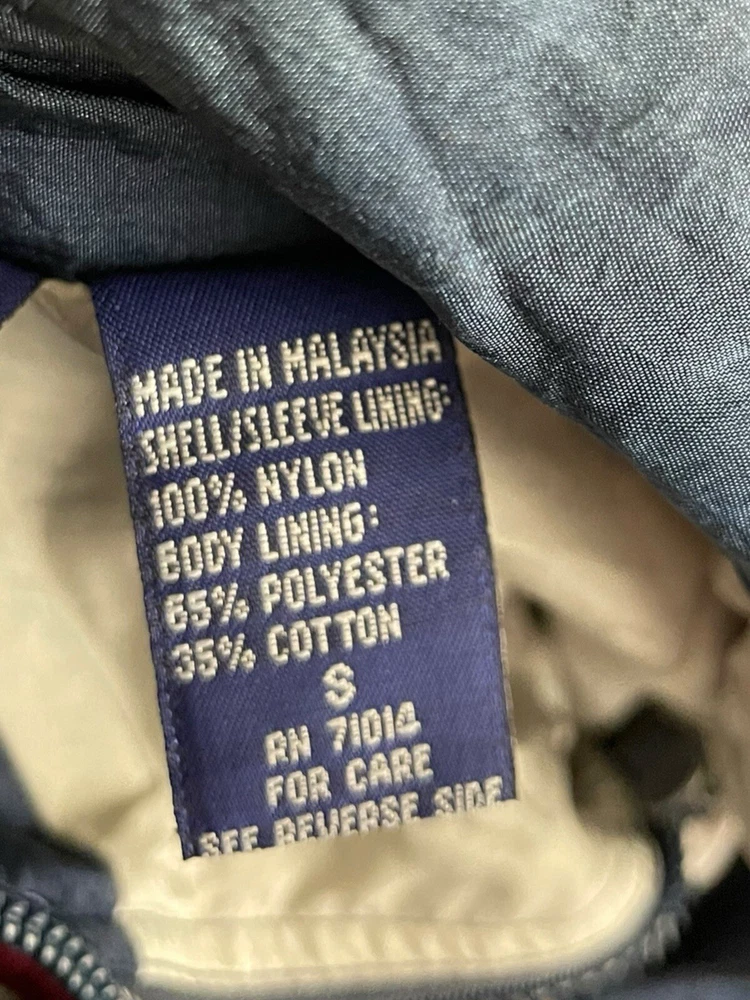 MADE IN MALAYSIA
SHELL/SLEEVE LINING:
100% NYLON
BODY LINING:
65% POLYESTER
35% COTTON
S
RN 71014
FOR CARE
SEE REVERSE SIDE